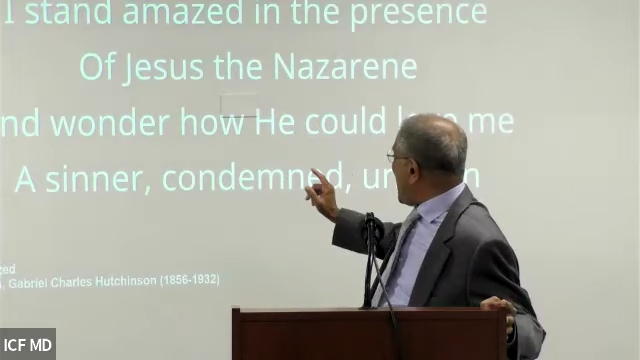 I stand amazed in the presence
Of Jesus the Nazarene
nd wonder how He could me
A sinner, condemned,
zed
Gabriel Charles Hutchinson (1856-1932)
ICF MD